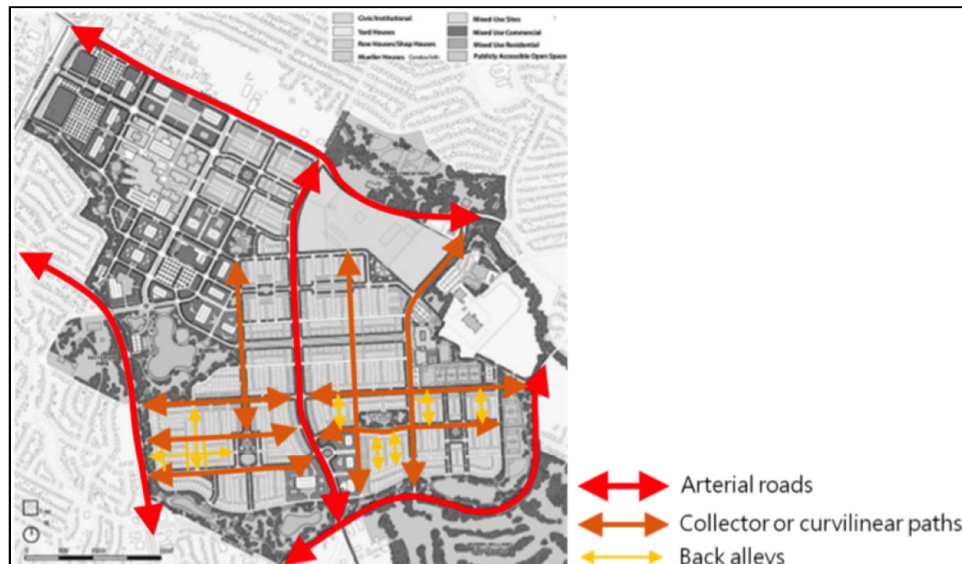 Civic/Institutional
Yard Houses
Row Houses/Shop Houses
Mueller Houses
Mixed-Use Sites
Mixed Use Commercial
Mixed Use Residential
Publicly Accessible Open Space
Arterial roads
Collector or curvilinear paths
Back alleys